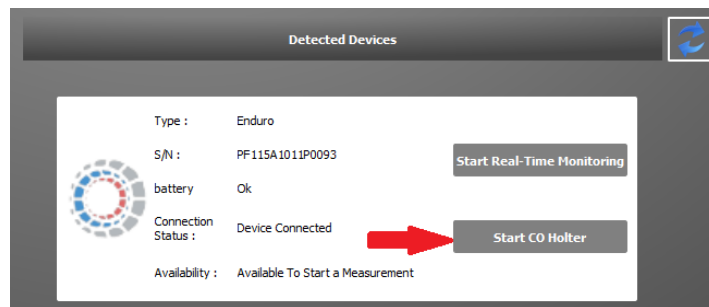 Detected Devices
Type : Enduro
S/N : PF115A1011P0093
Start Real-Time Monitoring
battery Ok
Connection Status : Device Connected
Start CO Holter
Availability : Available To Start a Measurement